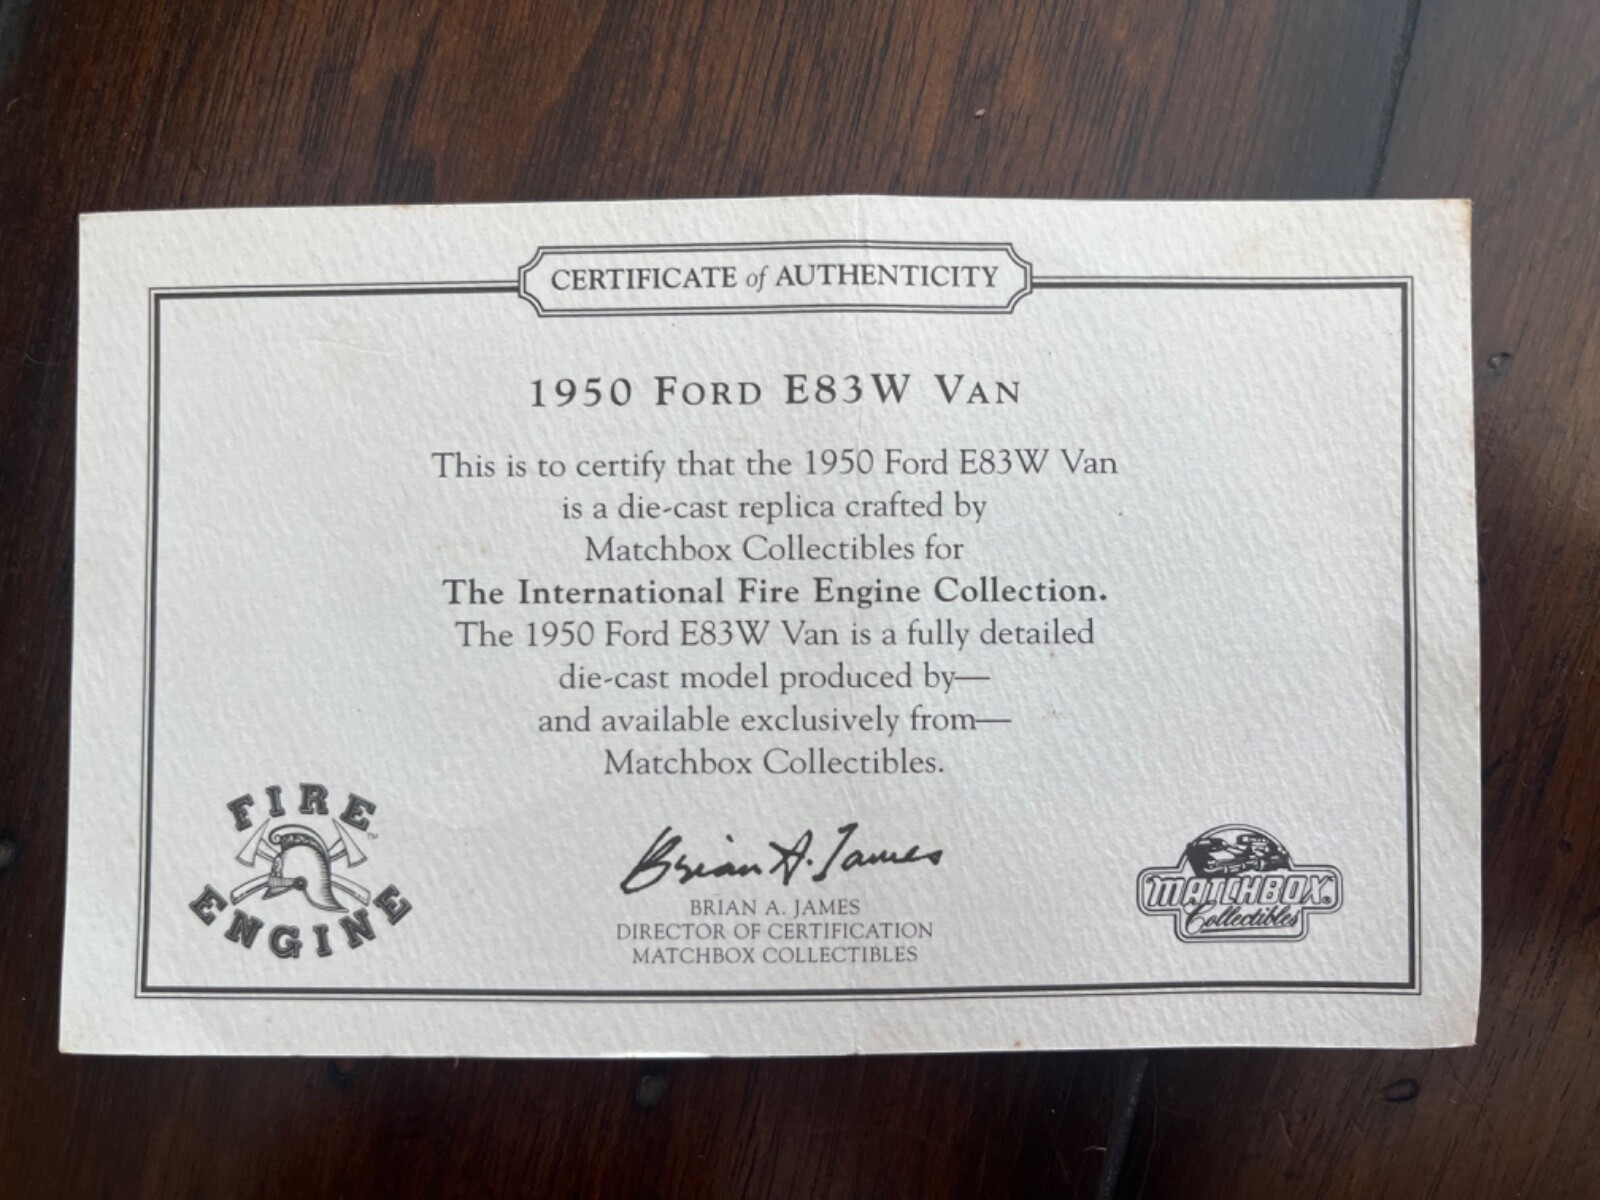 CERTIFICATE of AUTHENTICITY
1950 FORD E83W VAN
This is to certify that the 1950 Ford E83W Van
is a die-cast replica crafted by
Matchbox Collectibles for
The International Fire Engine Collection.
The 1950 Ford E83W Van is a fully detailed
die-cast model produced by—
and available exclusively from—
Matchbox Collectibles.
FIRE™
ENGINE
Brian A. James
BRIAN A. JAMES
DIRECTOR OF CERTIFICATION
MATCHBOX COLLECTIBLES
MATCHBOX®
Collectibles